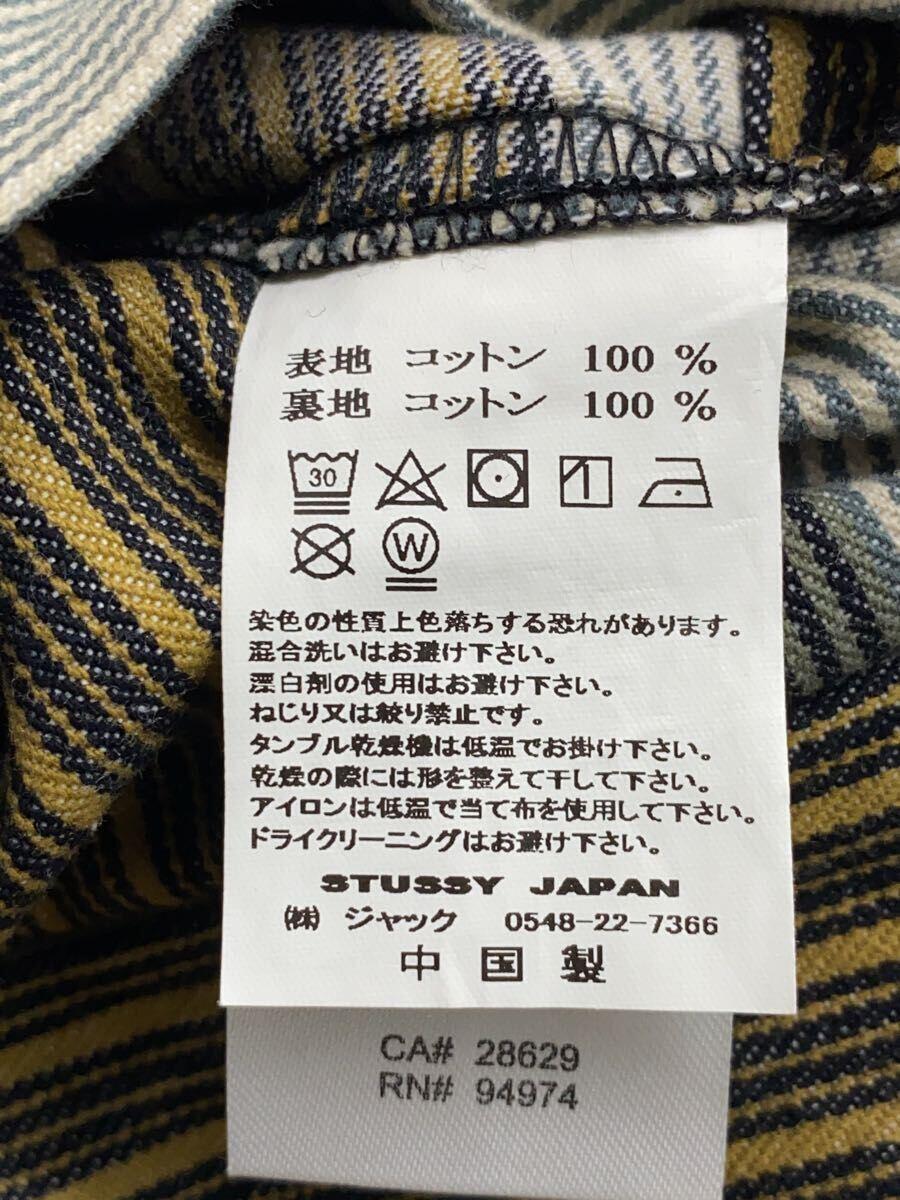 表地 コットン 100 %
裏地 コットン 100 %
30
W
染色の性質上色落ちする恐れがあります。
混合洗いはお避け下さい。
漂白剤の使用はお避け下さい。
ねじり又は絞り禁止です。
タンブル乾燥機は低温でお掛け下さい。
乾燥の際には形を整えて干して下さい。
アイロンは低温で当て布を使用して下さい。
ドライクリーニングはお避け下さい。
STUSSY JAPAN
㈱ ジャック 0548-22-7366
中国製
CA# 28629
RN# 94974